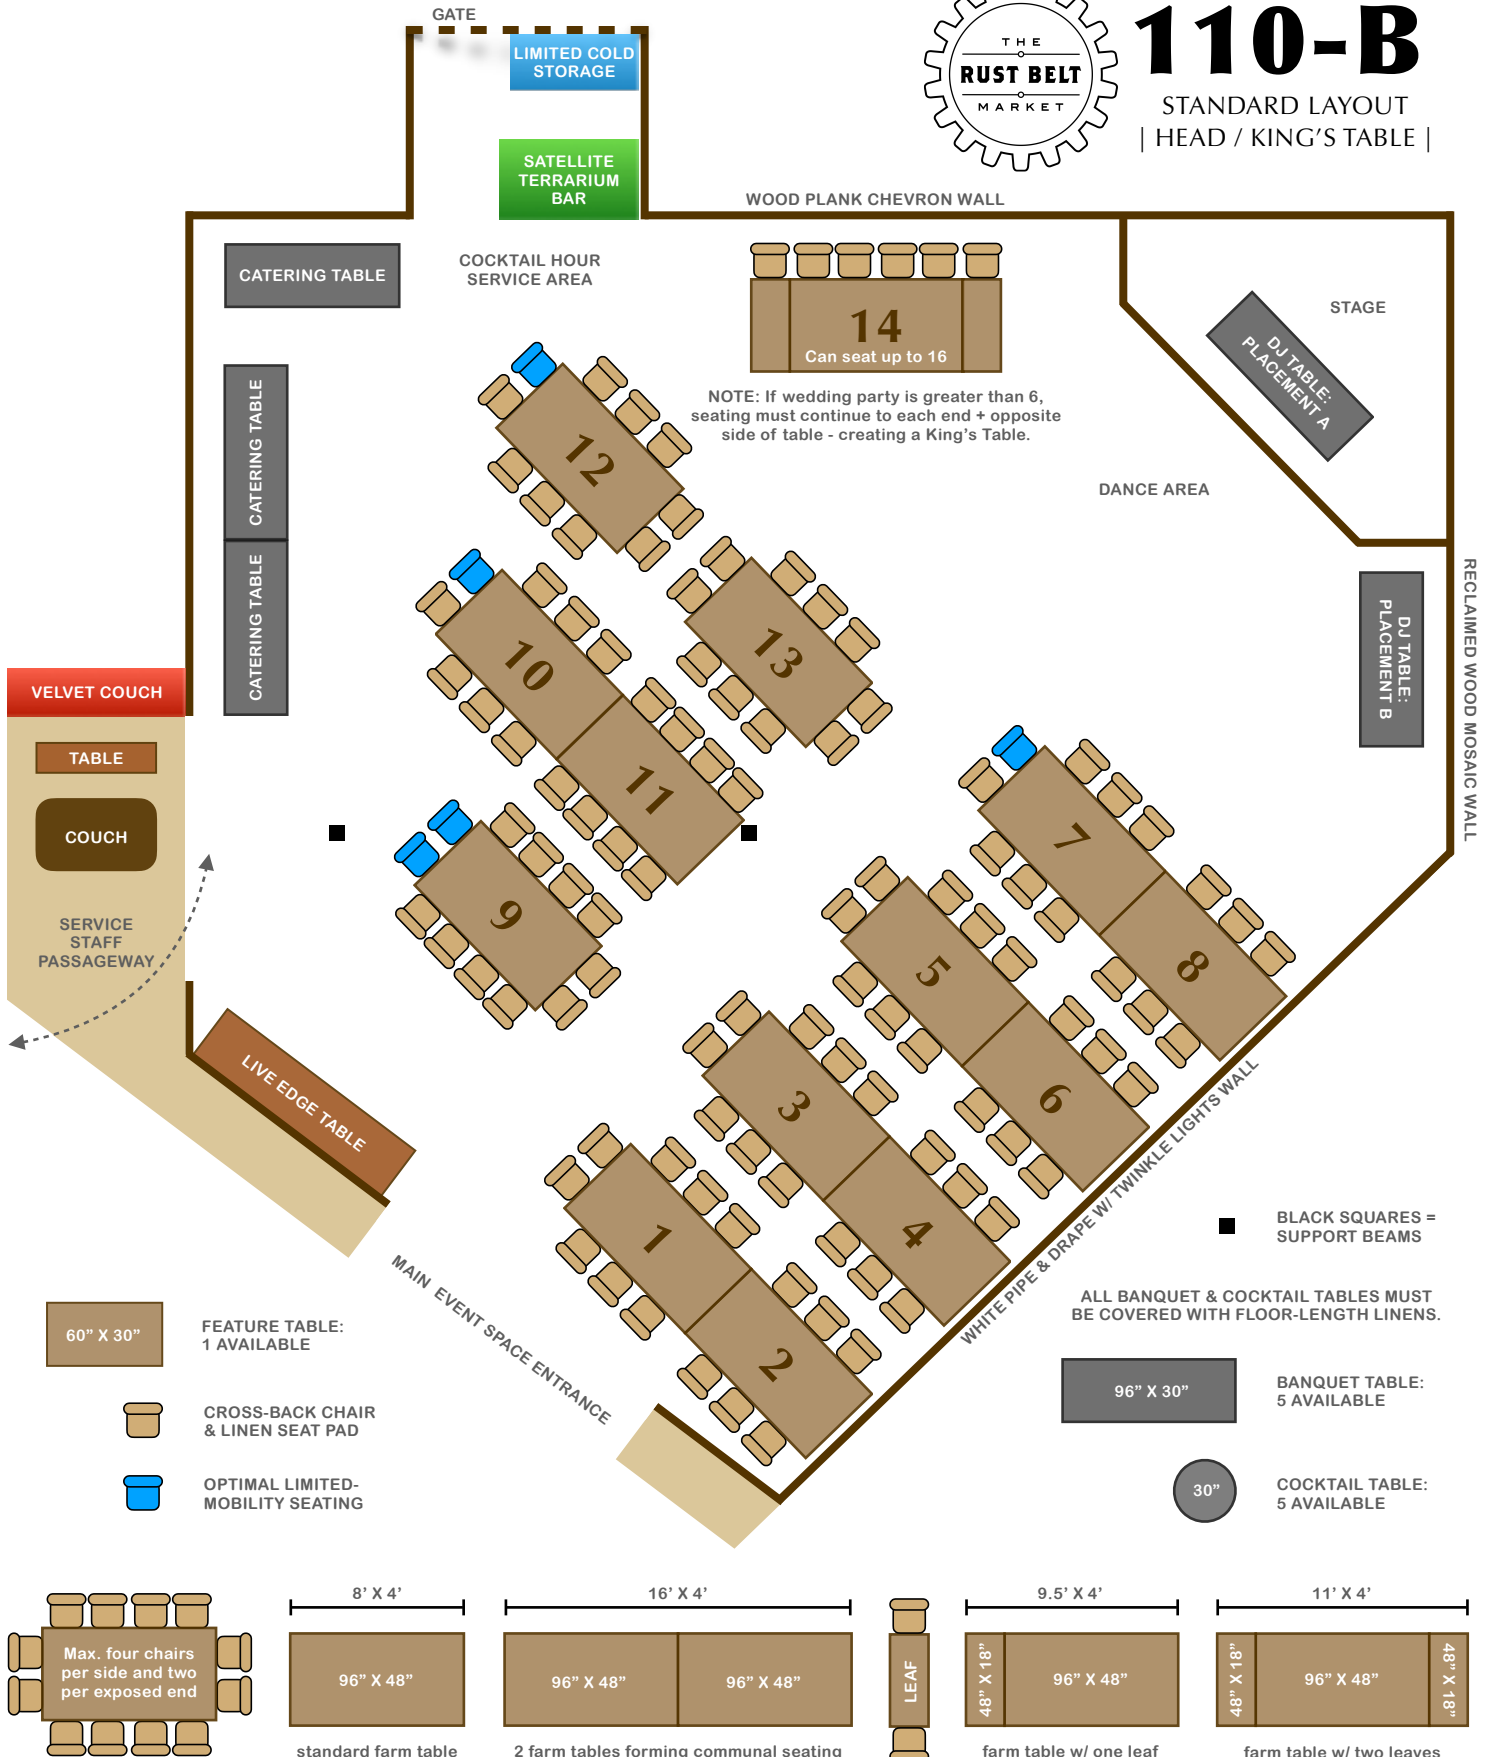 GATE
LIMITED COLD
STORAGE
THE
RUST BELT
MARKET
110-B
STANDARD LAYOUT
| HEAD / KING'S TABLE |
SATELLITE
TERRARIUM
BAR
WOOD PLANK CHEVRON WALL
CATERING TABLE
COCKTAIL HOUR
SERVICE AREA
14
Can seat up to 16
STAGE
DJ TABLE:
PLACEMENT A
NOTE: If wedding party is greater than 6,
seating must continue to each end + opposite
side of table - creating a King's Table.
CATERING TABLE
12
DANCE AREA
CATERING TABLE
10
13
DJ TABLE:
PLACEMENT B
RECLAIMED WOOD MOSAIC WALL
VELVET COUCH
TABLE
COUCH
11
7
9
5
8
SERVICE
STAFF
PASSAGEWAY
LIVE EDGE TABLE
3
6
1
4
2
WHITE PIPE & DRAPE W/ TWINKLE LIGHTS WALL
MAIN EVENT SPACE ENTRANCE
BLACK SQUARES =
SUPPORT BEAMS
ALL BANQUET & COCKTAIL TABLES MUST
BE COVERED WITH FLOOR-LENGTH LINENS.
60” X 30”
FEATURE TABLE:
1 AVAILABLE
96” X 30”
BANQUET TABLE:
5 AVAILABLE
CROSS-BACK CHAIR
& LINEN SEAT PAD
OPTIMAL LIMITED-
MOBILITY SEATING
30”
COCKTAIL TABLE:
5 AVAILABLE
Max. four chairs
per side and two
per exposed end
8’ X 4’
96” X 48”
standard farm table
16’ X 4’
96” X 48”
96” X 48”
2 farm tables forming communal seating
LEAF
9.5’ X 4’
48” X 18”
96” X 48”
farm table w/ one leaf
11’ X 4’
48” X 18”
96” X 48”
48” X 18”
farm table w/ two leaves